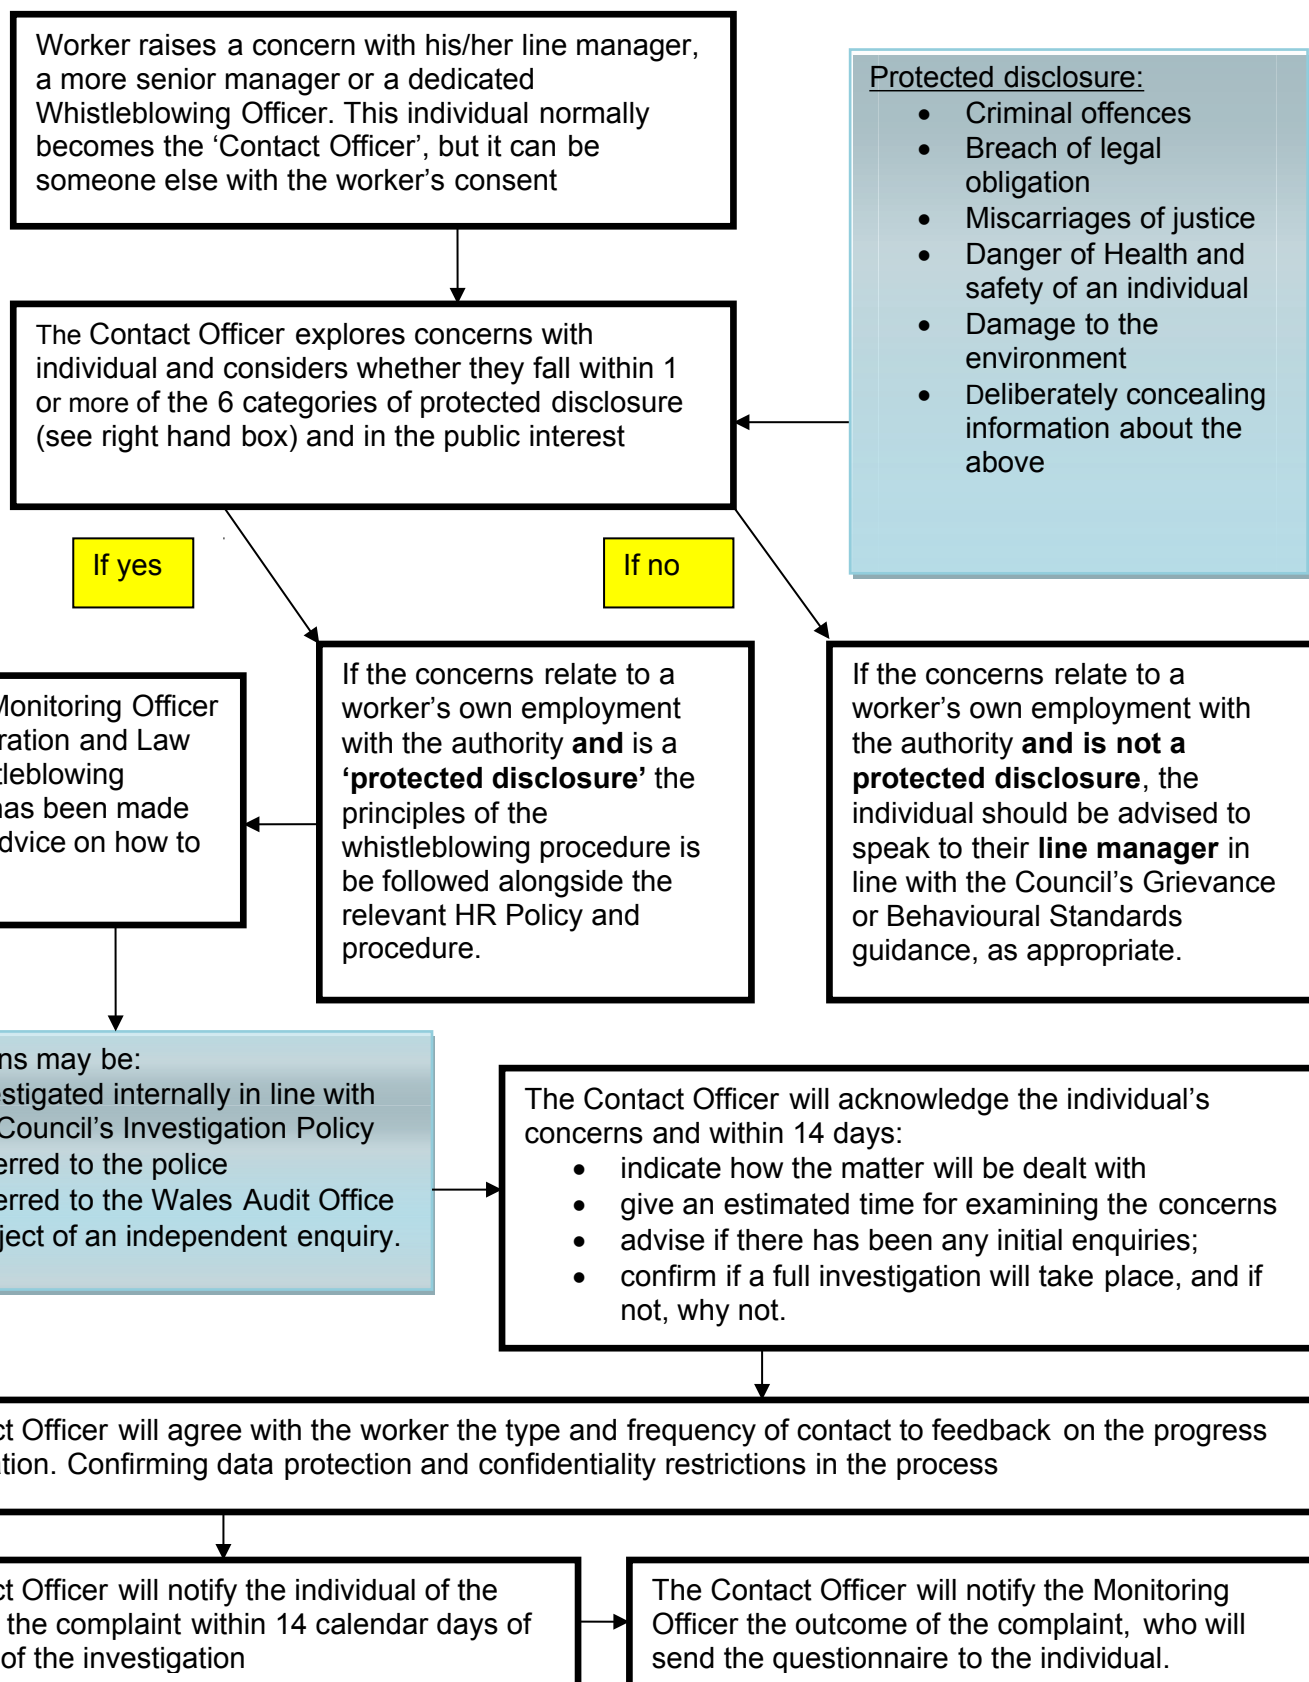 Worker raises a concern with his/her line manager,
a more senior manager or a dedicated
Whistleblowing Officer. This individual normally
becomes the ‘Contact Officer’, but it can be
someone else with the worker’s consent
Protected disclosure:
• Criminal offences
• Breach of legal
obligation
• Miscarriages of justice
• Danger of Health and
safety of an individual
• Damage to the
environment
• Deliberately concealing
information about the
above
The Contact Officer explores concerns with
individual and considers whether they fall within 1
or more of the 6 categories of protected disclosure
(see right hand box) and in the public interest
If yes
If no
Monitoring Officer
and Law
has been made
on how to
If the concerns relate to a
worker’s own employment
with the authority and is a
‘protected disclosure’ the
principles of the
whistleblowing procedure is
be followed alongside the
relevant HR Policy and
procedure.
If the concerns relate to a
worker’s own employment with
the authority and is not a
protected disclosure, the
individual should be advised to
speak to their line manager in
line with the Council’s Grievance
or Behavioural Standards
guidance, as appropriate.
may be:
internally in line with
Council’s Investigation Policy
to the police
to the Wales Audit Office
of an independent enquiry.
The Contact Officer will acknowledge the individual’s
concerns and within 14 days:
• indicate how the matter will be dealt with
• give an estimated time for examining the concerns
• advise if there has been any initial enquiries;
• confirm if a full investigation will take place, and if
not, why not.
Officer will agree with the worker the type and frequency of contact to feedback on the progress
Confirming data protection and confidentiality restrictions in the process
Officer will notify the individual of the
the complaint within 14 calendar days of
of the investigation
The Contact Officer will notify the Monitoring
Officer the outcome of the complaint, who will
send the questionnaire to the individual.